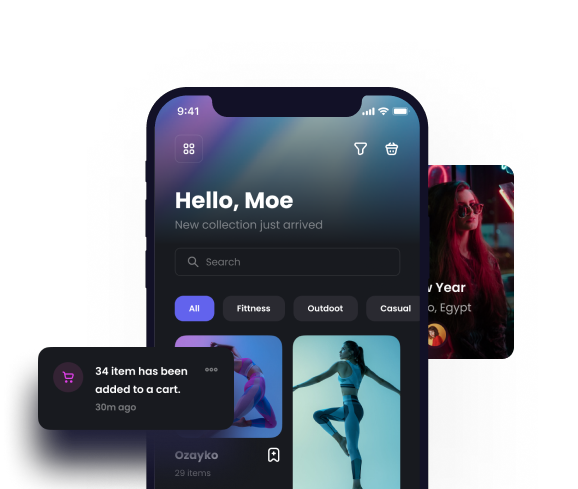 9:41
Hello, Moe
New collection just arrived
Search
All
Fittness
Outdoot
Casual
Year
o, Egypt
34 item has been
added to a cart.
30m ago
Ozayko
29 items